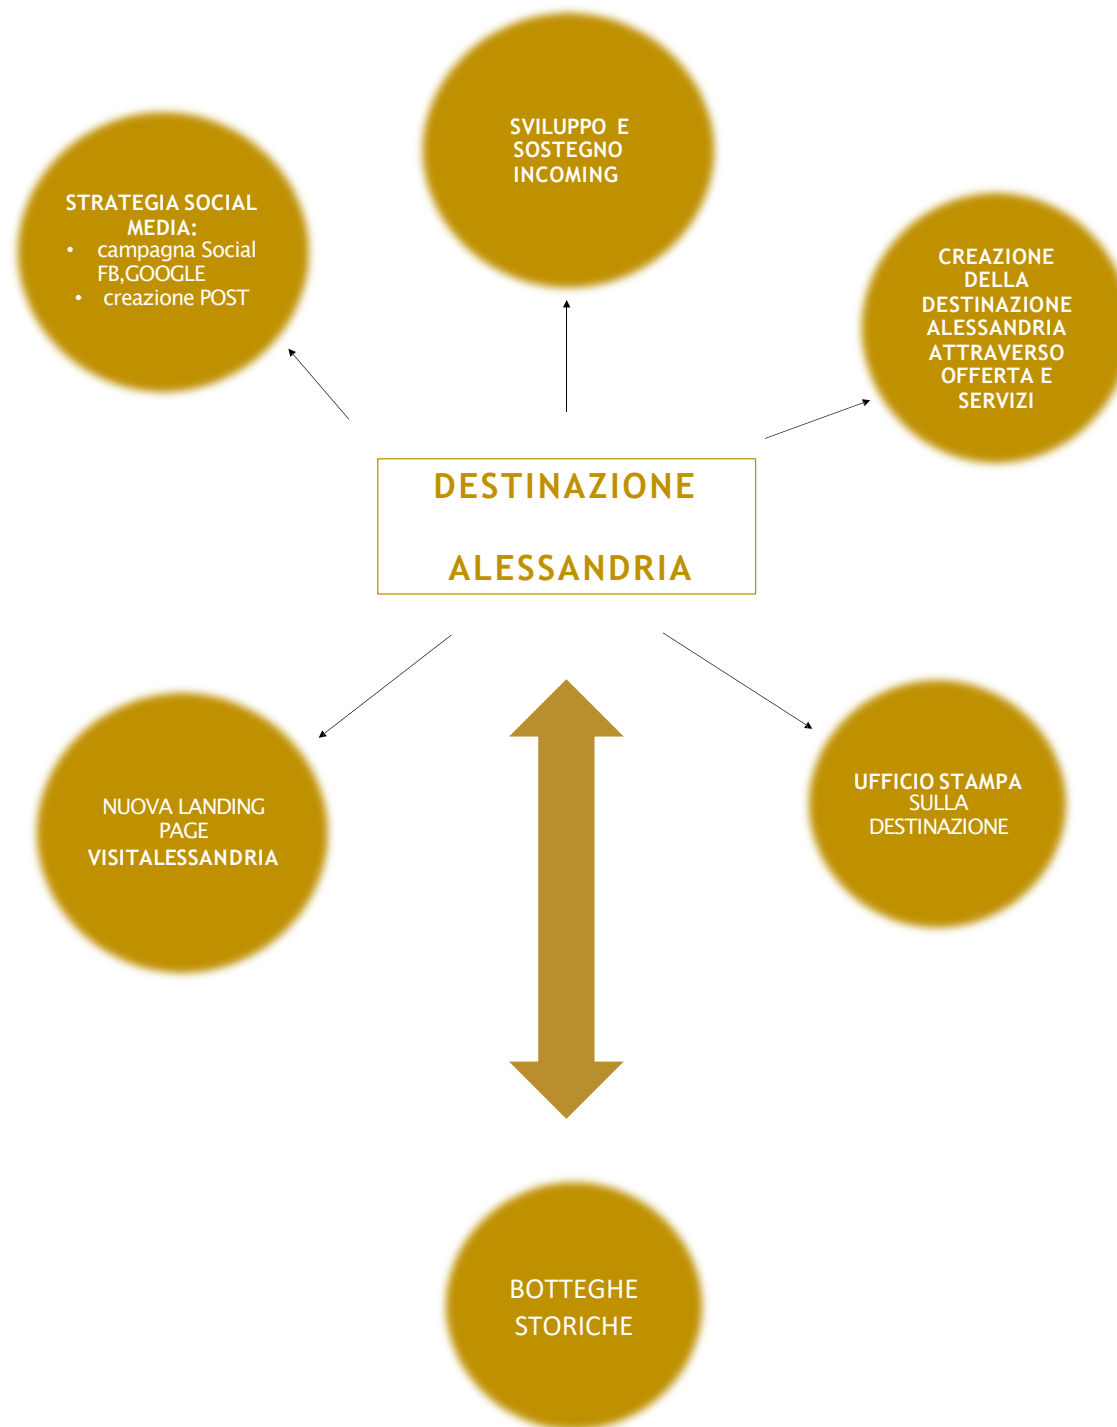 SVILUPPO E
SOSTEGNO
INCOMING
STRATEGIA SOCIAL
MEDIA:
• campagna Social
FB,GOOGLE
• creazione POST
CREAZIONE
DELLA
DESTINAZIONE
ALESSANDRIA
ATTRAVERSO
OFFERTA E
SERVIZI
DESTINAZIONE
ALESSANDRIA
NUOVA LANDING
PAGE
VISITALESSANDRIA
UFFICIO STAMPA
SULLA
DESTINAZIONE
BOTTEGHE
STORICHE